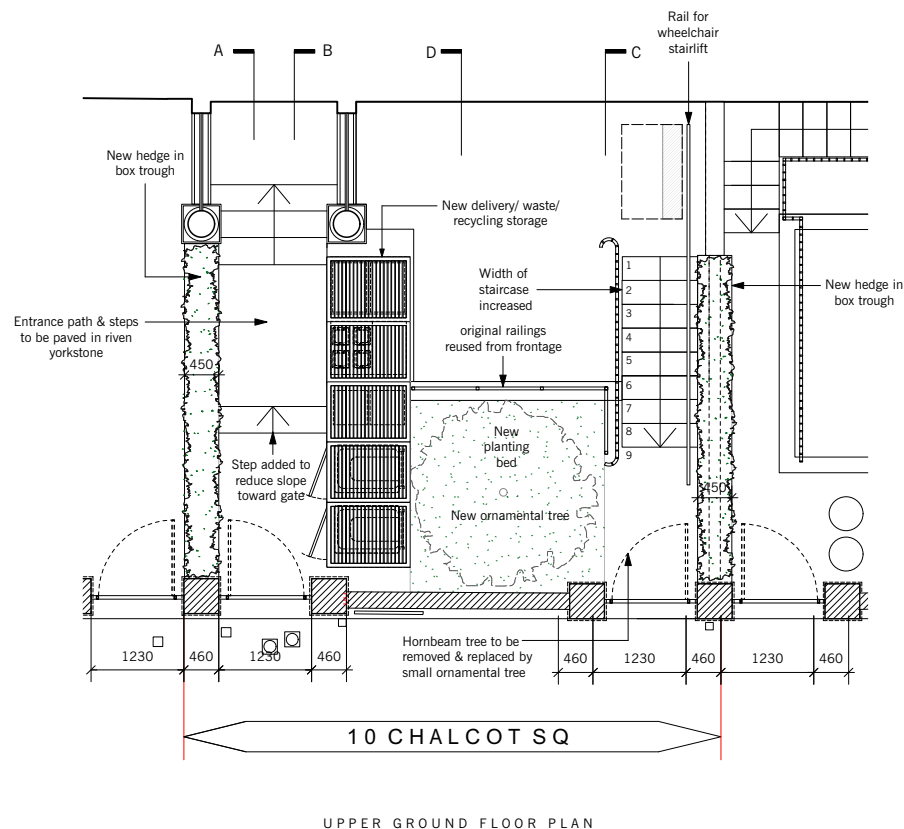 Rail for
wheelchair
stairlift
A
B
D
C
New hedge in
box trough
New delivery/ waste/
recycling storage
Width of
staircase
increased
New hedge in
box trough
Entrance path & steps
to be paved in riven
yorkstone
original railings
reused from frontage
1
2
3
4
5
6
7
8
9
450
New
planting
bed
Step added to
reduce slope
toward gate
New ornamental tree
450
Hornbeam tree to be
removed & replaced by
small ornamental tree
1230
460
1230
460
460
1230
460
1230
460
10 CHALCOT SQ
UPPER GROUND FLOOR PLAN